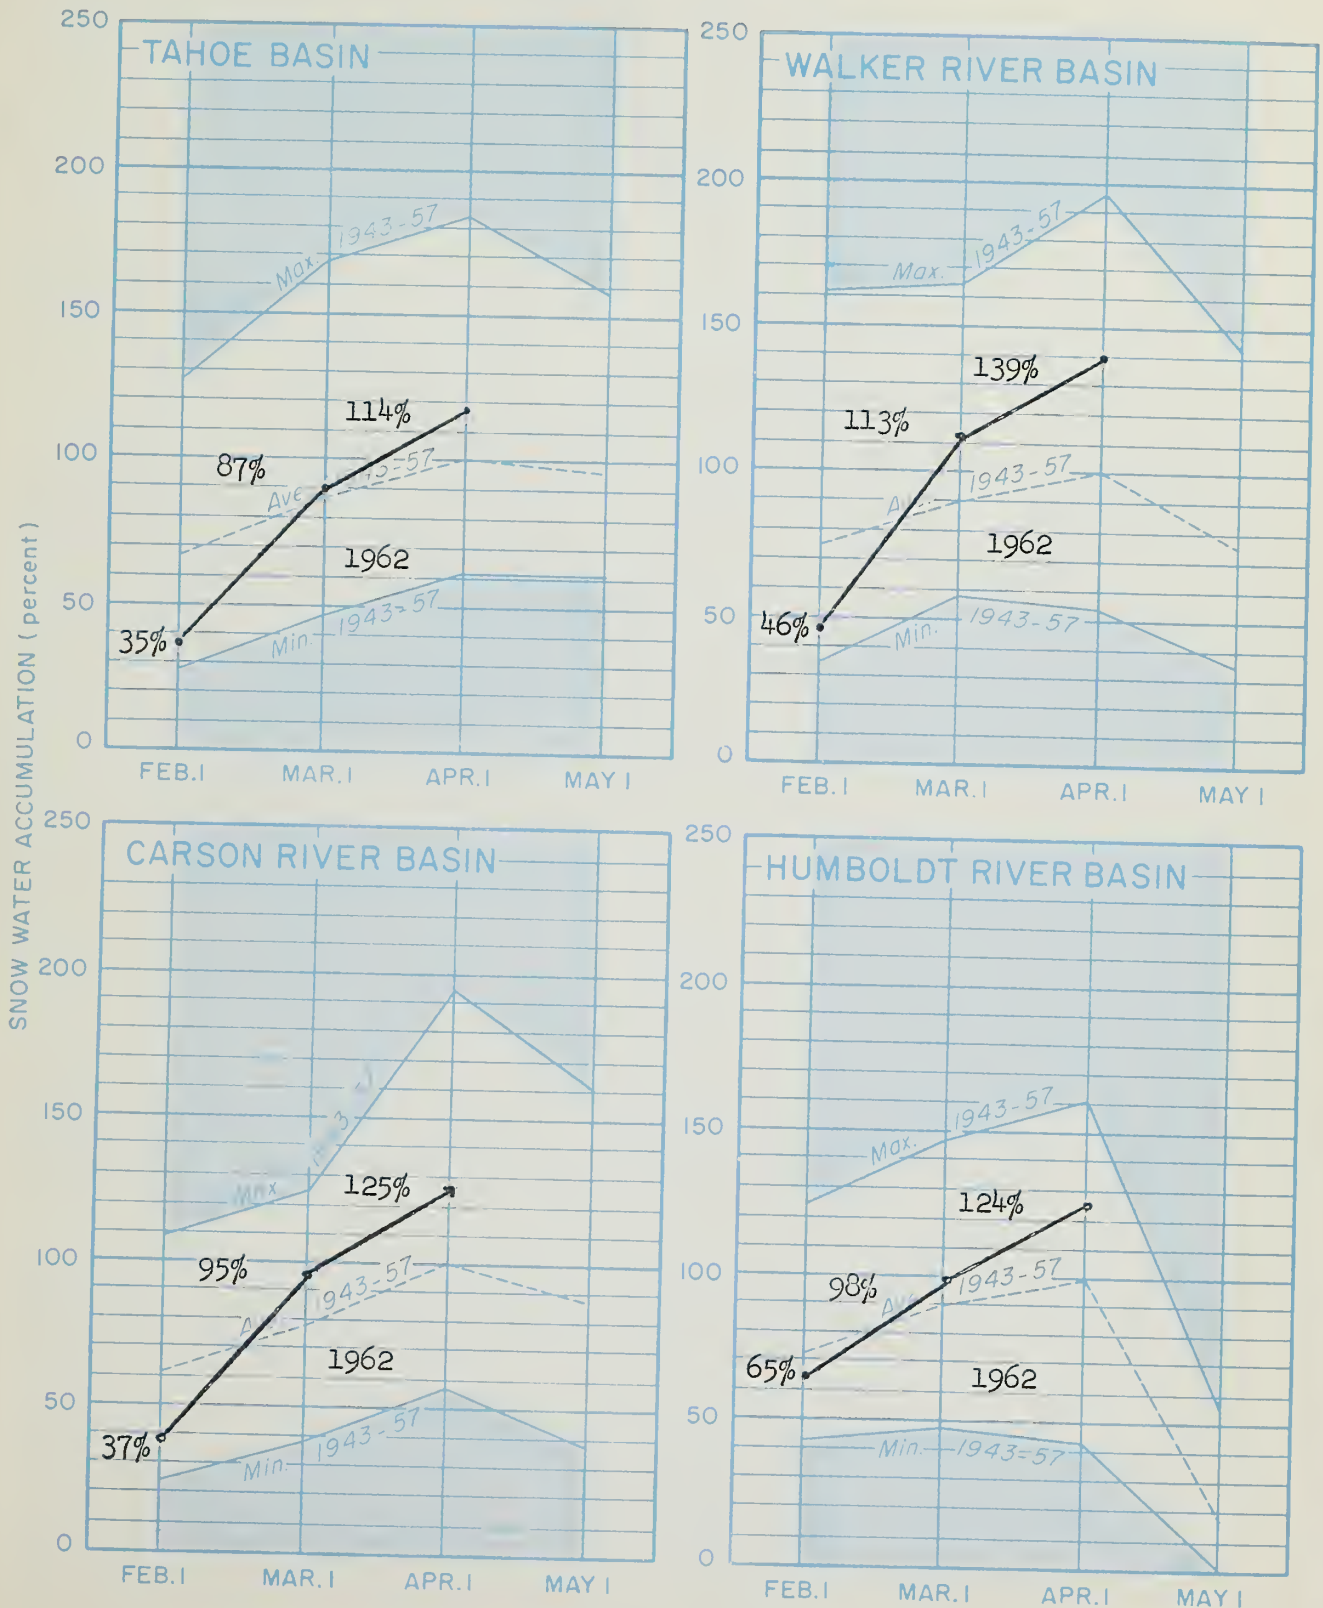 SNOW WATER ACCUMULATION (percent)
TAHOE BASIN
250
200
150
100
50
0
Max. 1943-57
114%
87%
Ave
1962
35%
Min. 1943=57
FEB.1 MAR.1 APR.1 MAY 1
WALKER RIVER BASIN
250
200
150
100
50
0
Max. 1943-57
139%
113%
1943-57
1962
46%
Min. 1943-57
FEB.1 MAR.1 APR.1 MAY 1
CARSON RIVER BASIN
250
200
150
100
50
0
Max
125%
95%
1943-57
1962
37%
Min. 1943-57
FEB.1 MAR.1 APR.1 MAY 1
HUMBOLDT RIVER BASIN
250
200
150
100
50
0
Max. 1943-57
124%
98%
Ave 1943-57
65%
1962
Min. 1943=57
FEB.1 MAR.1 APR.1 MAY 1